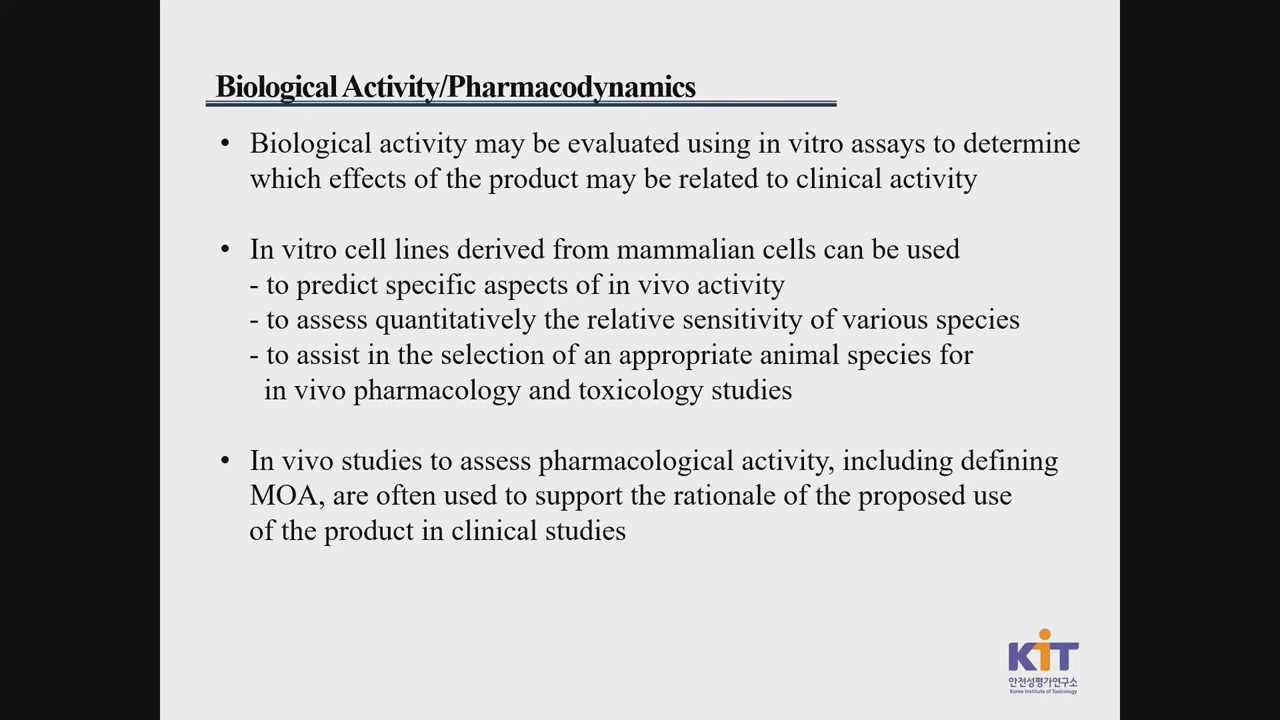 Biological Activity/Pharmacodynamics
• Biological activity may be evaluated using in vitro assays to determine
which effects of the product may be related to clinical activity
• In vitro cell lines derived from mammalian cells can be used
- to predict specific aspects of in vivo activity
- to assess quantitatively the relative sensitivity of various species
- to assist in the selection of an appropriate animal species for
in vivo pharmacology and toxicology studies
• In vivo studies to assess pharmacological activity, including defining
MOA, are often used to support the rationale of the proposed use
of the product in clinical studies
KiT
안전성평가연구소
Korea Institute of Toxicology